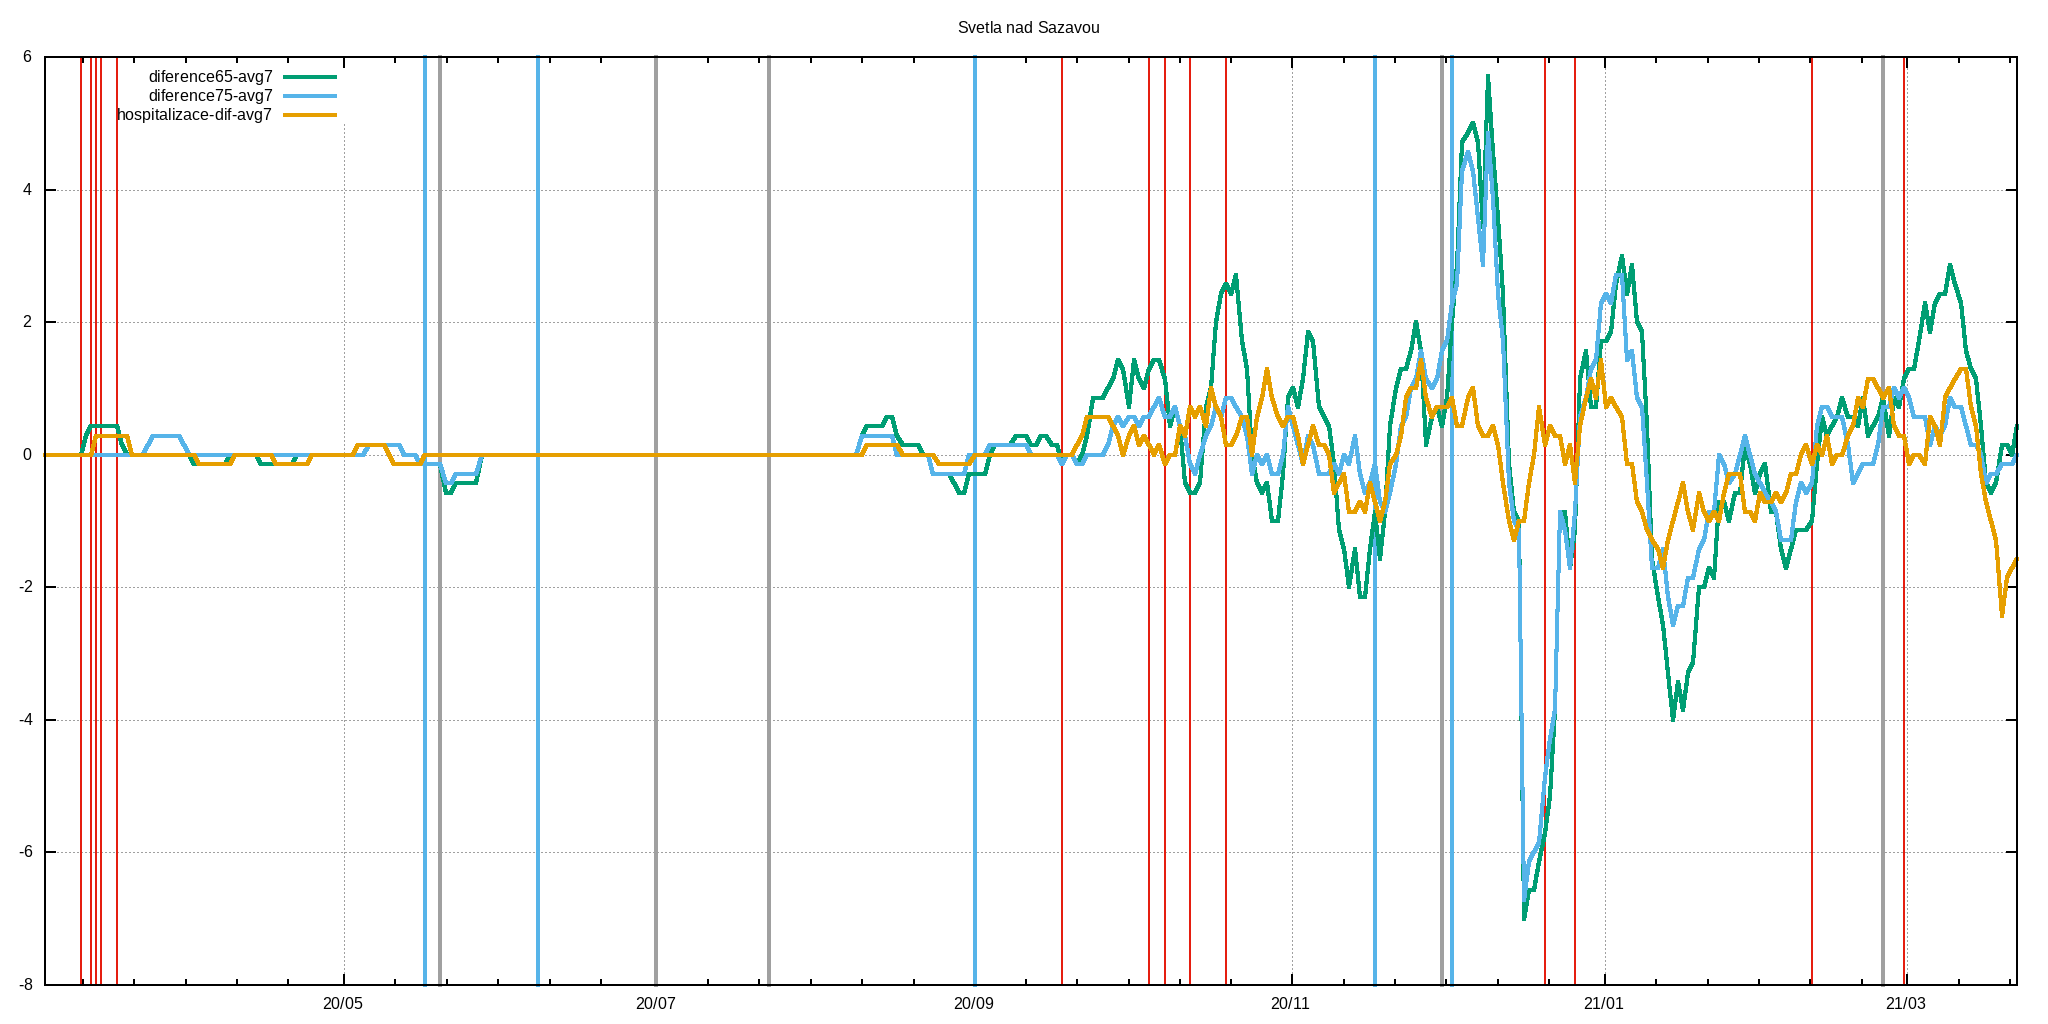 Svetla nad Sazavou
diference65-avg7
diference75-avg7
hospitalizace-dif-avg7
6
4
2
0
-2
-4
-6
-8
20/05 20/07 20/09 20/11 21/01 21/03